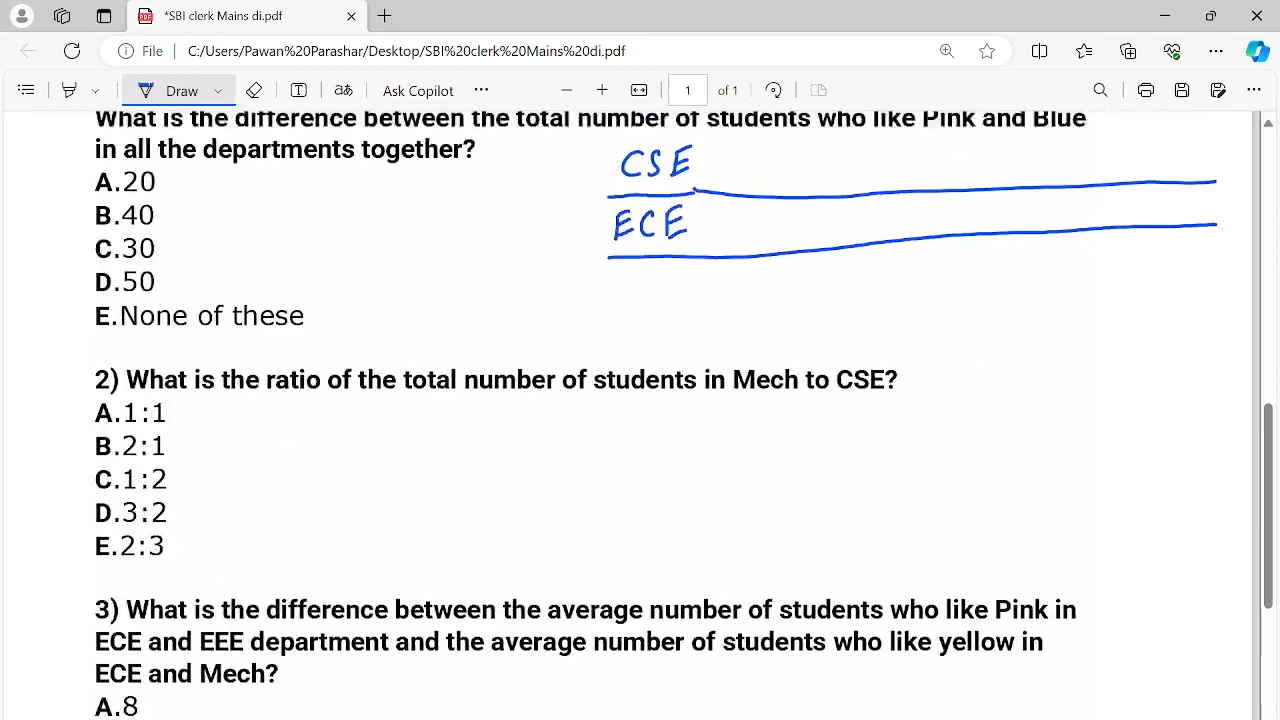 *SBI clerk Mains di.pdf
File
C:/Users/Pawan%20Parashar/Desktop/SBI%20clerk%20Mains%20di.pdf
Draw
aあ
Ask Copilot
1
of 1
What is the difference between the total number of students who like Pink and Blue
in all the departments together?
A.20
B.40
C.30
D.50
E.None of these
CSE
ECE
2) What is the ratio of the total number of students in Mech to CSE?
A.1:1
B.2:1
C.1:2
D.3:2
E.2:3
3) What is the difference between the average number of students who like Pink in
ECE and EEE department and the average number of students who like yellow in
ECE and Mech?
A.8